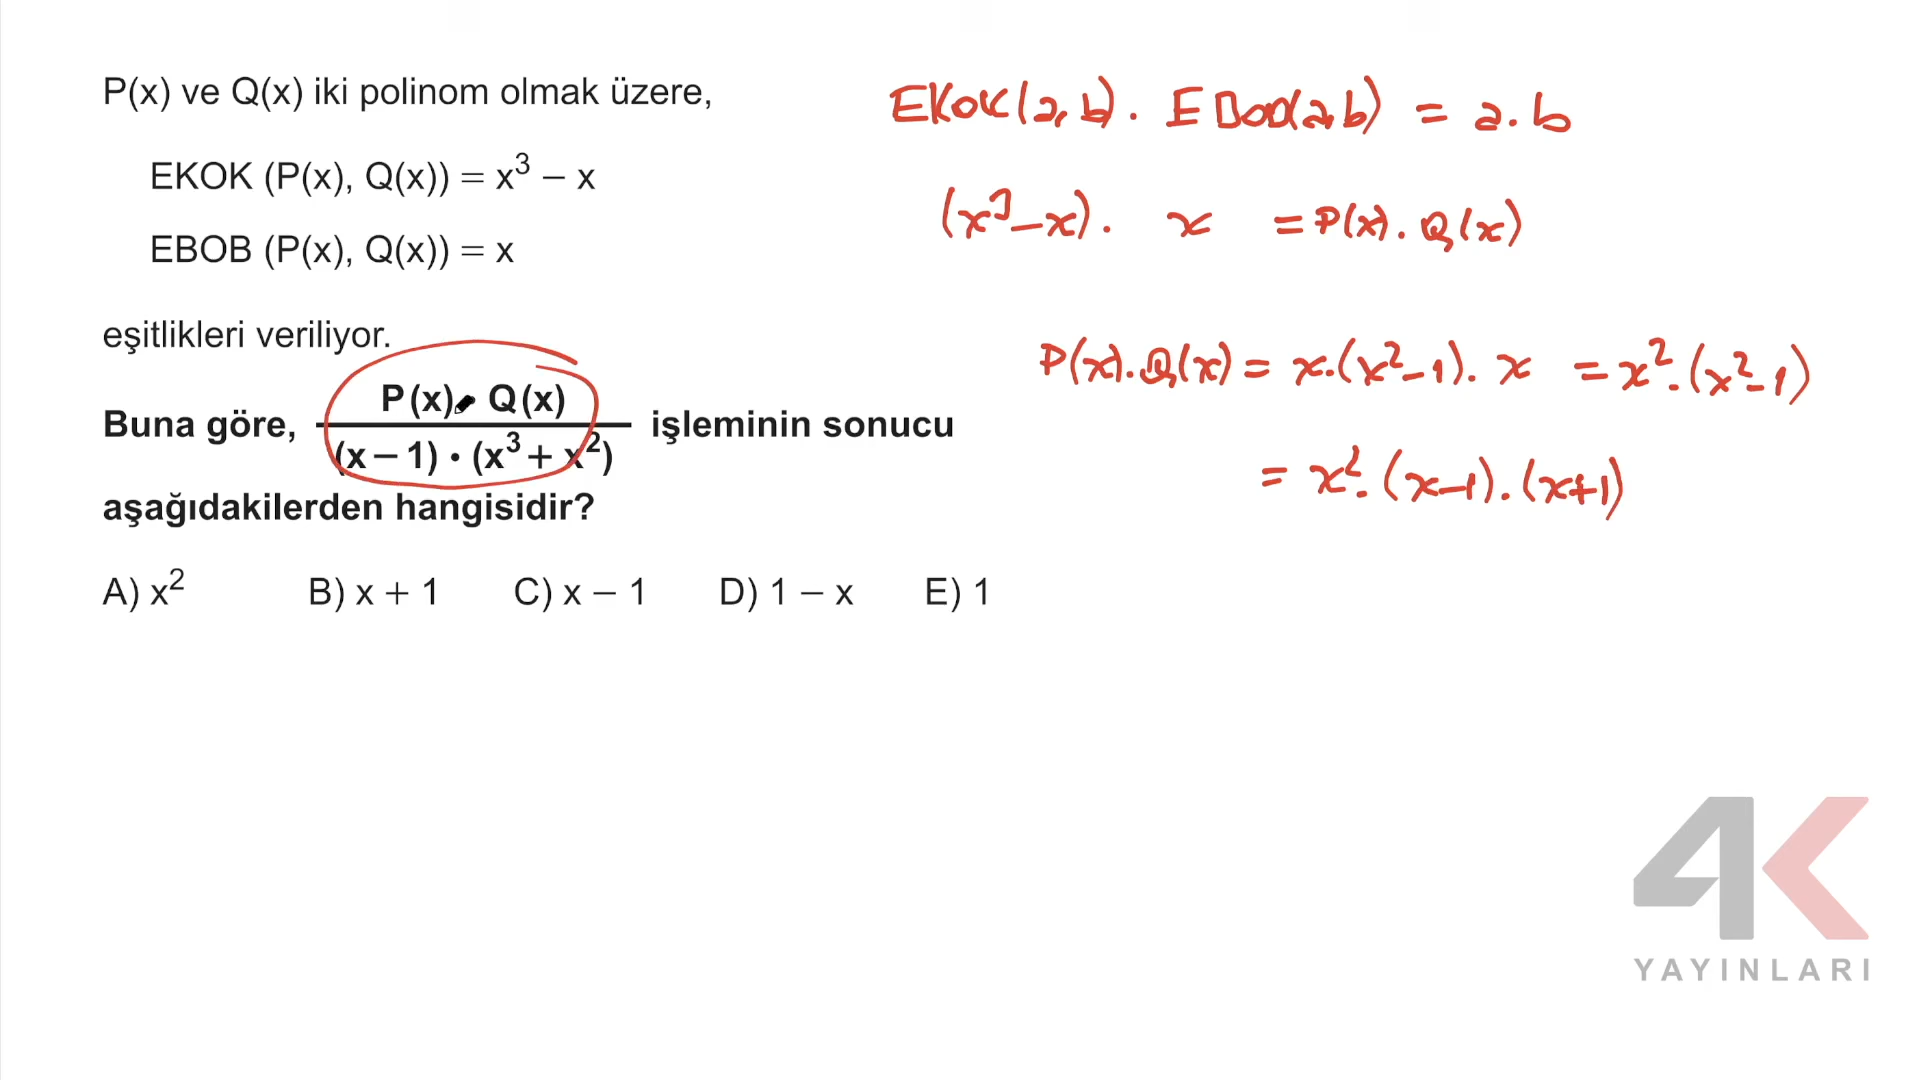 P(x) ve Q(x) iki polinom olmak üzere,
EKOK (P(x), Q(x)) = x³ − x
EBOB (P(x), Q(x)) = x
eşitlikleri veriliyor.
Buna göre, P(x) • Q(x) / (x − 1) • (x³ + x²) işleminin sonucu
aşağıdakilerden hangisidir?
A) x² B) x + 1 C) x − 1 D) 1 − x E) 1
EKOK(a,b). EBOB(a,b) = a.b
(x³−x). x = P(x). Q(x)
P(x).Q(x) = x.(x²−1). x = x².(x²−1)
= x².(x−1).(x+1)
4K
YAYINLARI